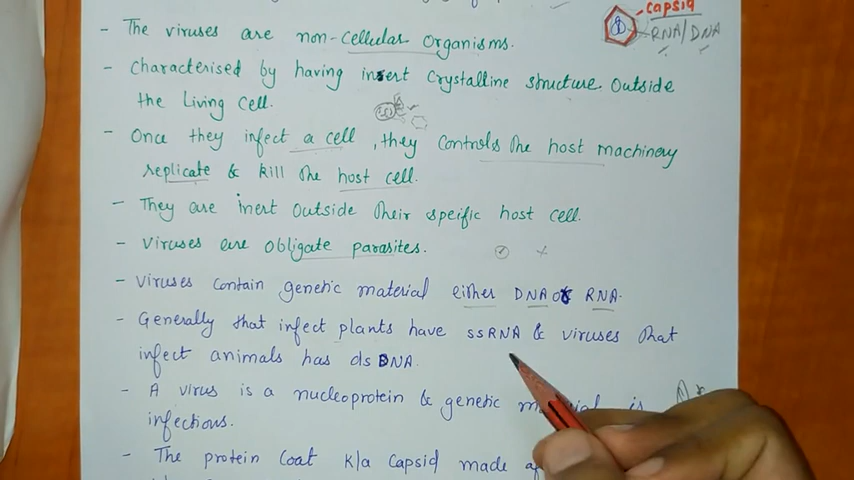 Capsid
RNA/DNA
- The viruses are non-Cellular Organisms.
- Characterised by having inert Crystalline structure Outside
the Living Cell.
- Once they infect a cell, they Controls the host machinery
replicate & kill the host cell.
- They are inert Outside their specific host cell.
- Viruses are obligate parasites.
- Viruses Contain genetic material either DNA or RNA.
- Generally that infect plants have ssRNA & viruses that
infect animals has ds DNA.
- A virus is a nucleoprotein & genetic is
infectious.
- The protein Coat k/a Capsid made